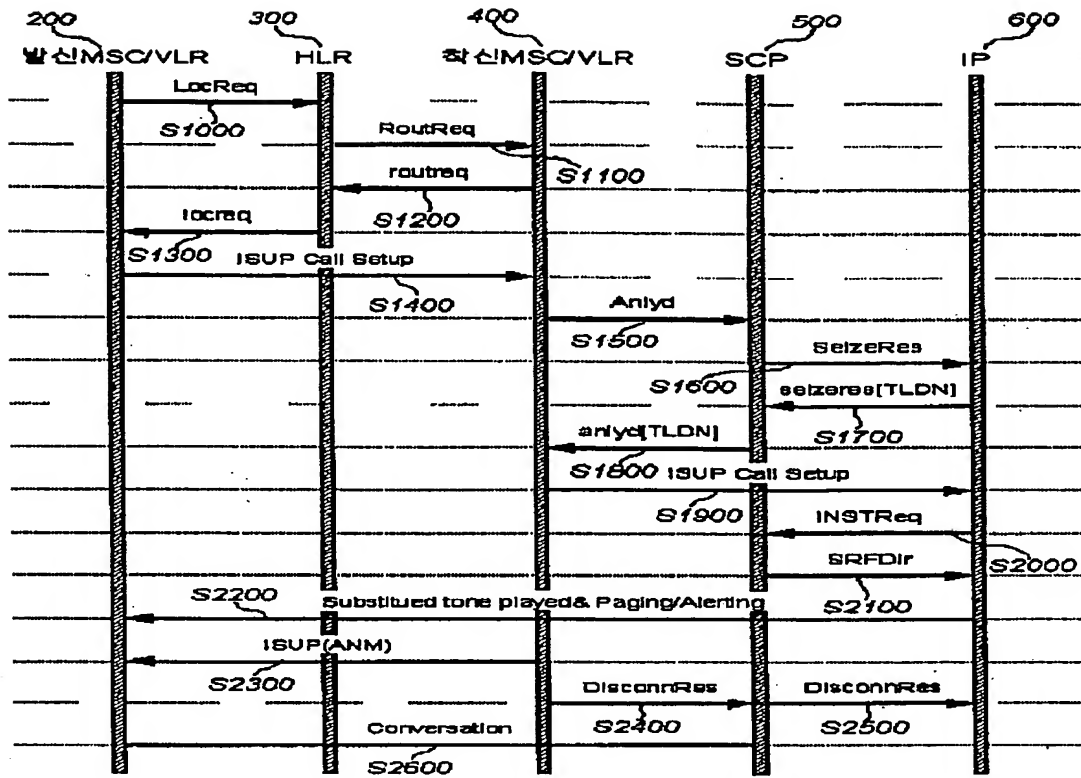 200 300 400 500 600
발신MSC/VLR HLR 착신MSC/VLR SCP IP
LocReq
S1000
RoutReq
S1100
routreq
S1200
locreq
S1300
ISUP Call Setup
S1400
Anlyd
S1500
SeizeRes
S1600
seizeres[TLDN]
S1700
anlyd[TLDN]
S1800
ISUP Call Setup
S1900
INSTReq
S2000
SRFDir
S2100
S2200
Substitued tone played& Paging/Alerting
ISUP(ANM)
S2300
DisconnRes DisconnRes
S2400 S2500
Conversation
S2600